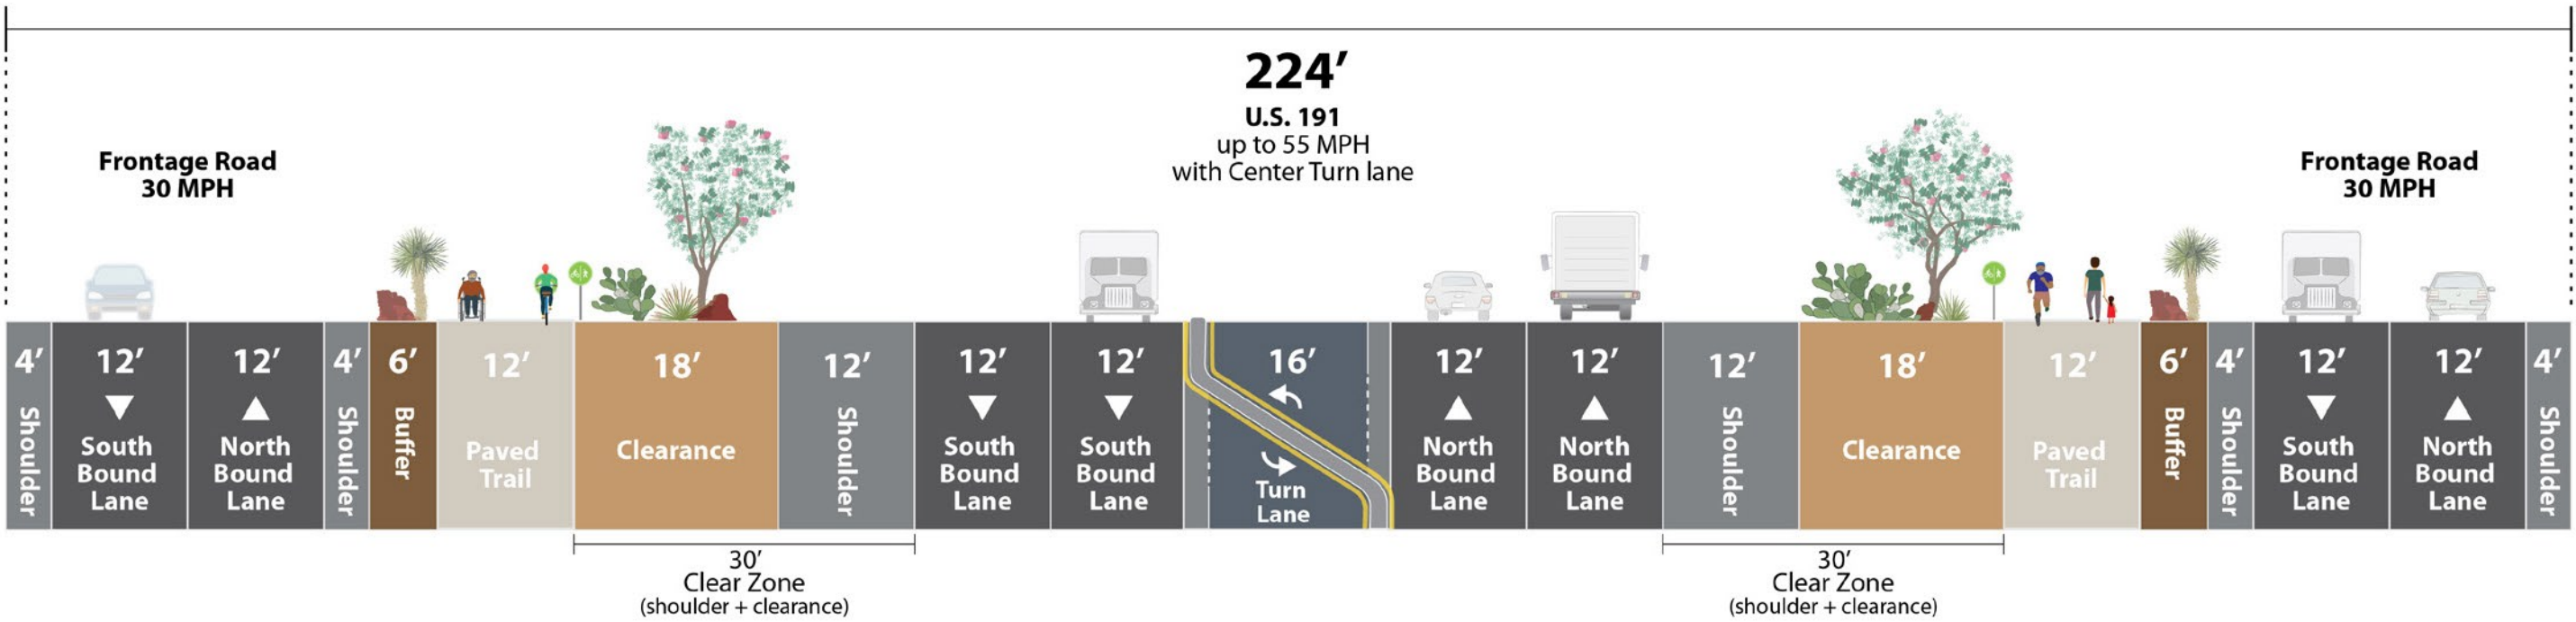 224′
U.S. 191
up to 55 MPH
with Center Turn lane
Frontage Road
30 MPH
Frontage Road
30 MPH
4′
Shoulder
12′
South
Bound
Lane
12′
North
Bound
Lane
4′
Shoulder
6′
Buffer
12′
Paved
Trail
18′
Clearance
12′
Shoulder
12′
South
Bound
Lane
12′
South
Bound
Lane
16′
Turn
Lane
12′
North
Bound
Lane
12′
North
Bound
Lane
12′
Shoulder
18′
Clearance
12′
Paved
Trail
6′
Buffer
4′
Shoulder
12′
South
Bound
Lane
12′
North
Bound
Lane
4′
Shoulder
30′
Clear Zone
(shoulder + clearance)
30′
Clear Zone
(shoulder + clearance)